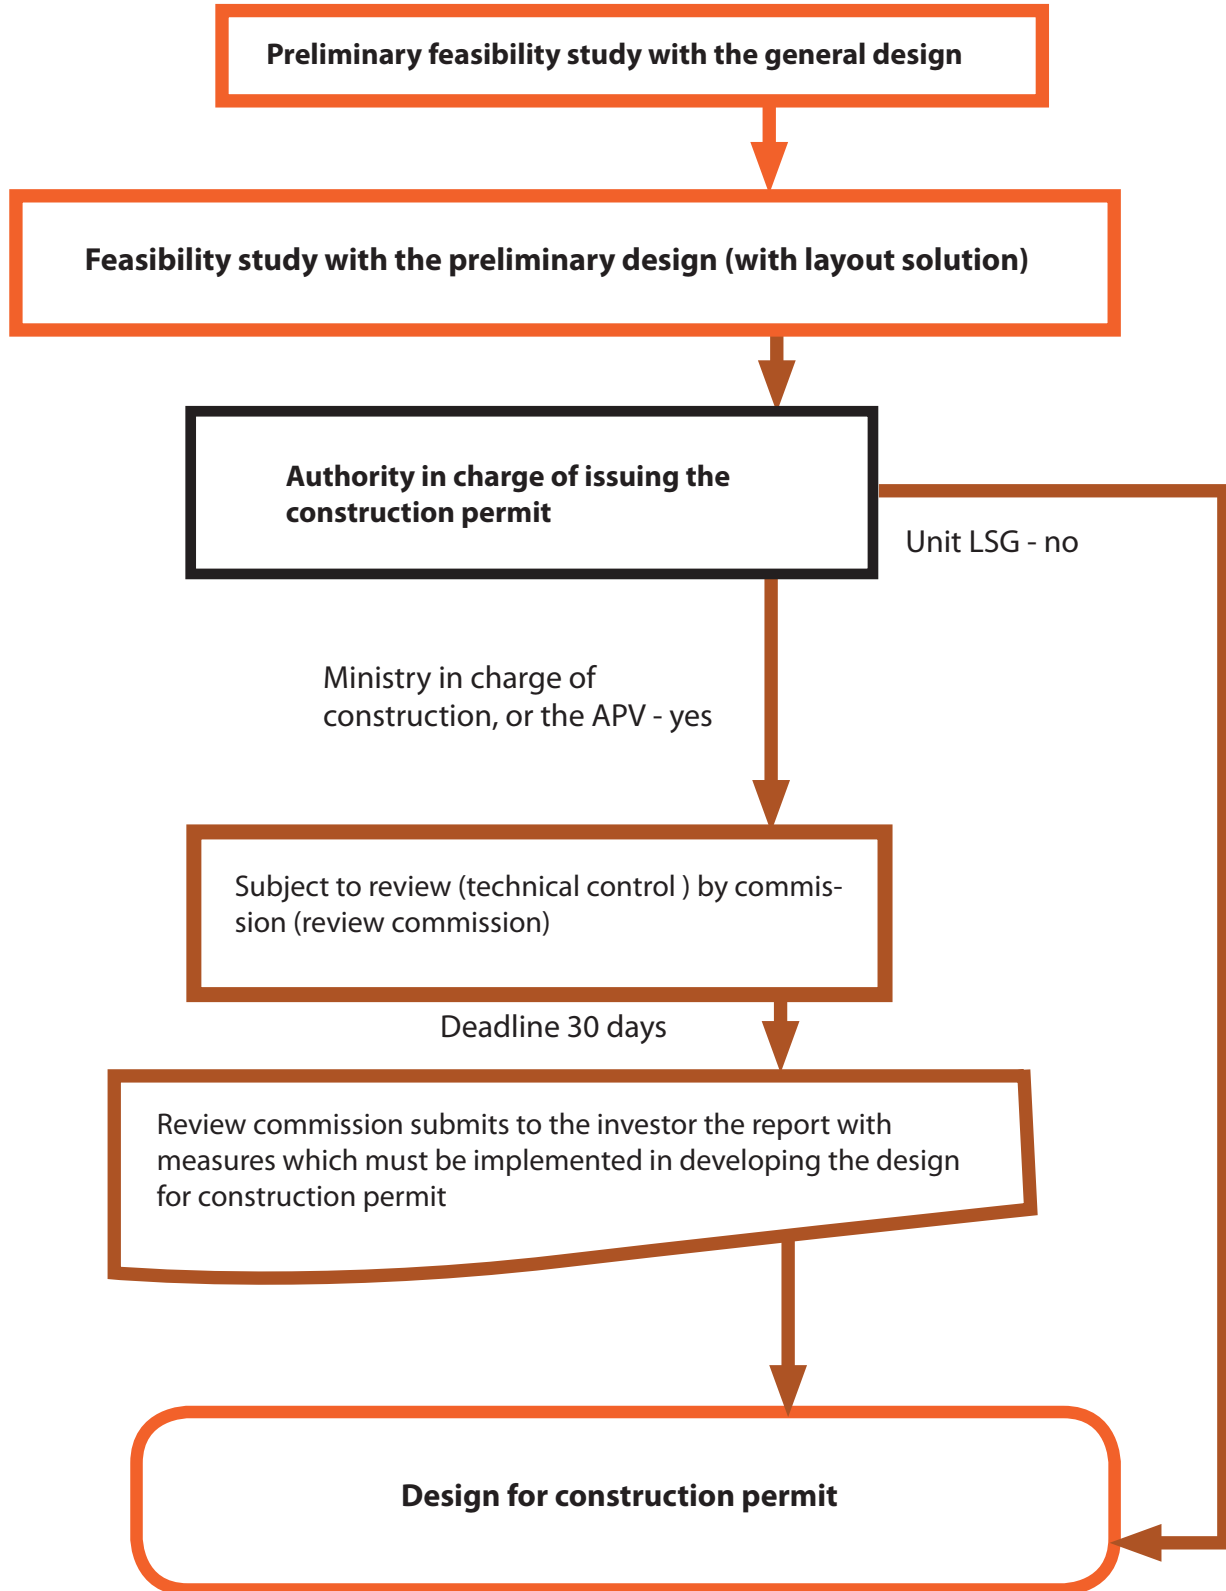 Preliminary feasibility study with the general design
Feasibility study with the preliminary design (with layout solution)
Authority in charge of issuing the
construction permit
Unit LSG - no
Ministry in charge of
construction, or the APV - yes
Subject to review (technical control ) by commis-
sion (review commission)
Deadline 30 days
Review commission submits to the investor the report with
measures which must be implemented in developing the design
for construction permit
Design for construction permit